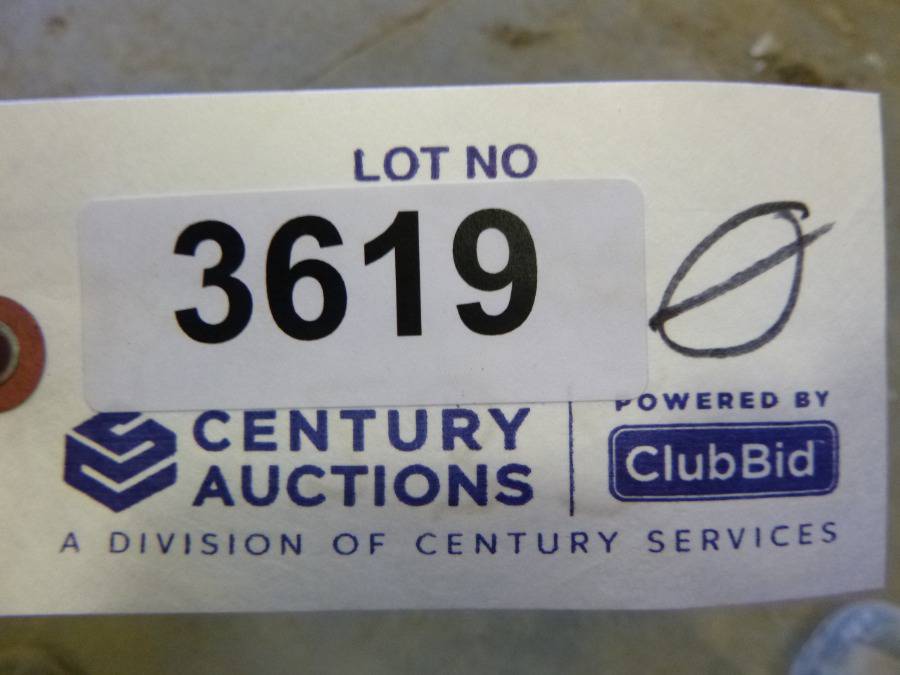 LOT NO
3619 Ø
CENTURY
AUCTIONS
POWERED BY
ClubBid
A DIVISION OF CENTURY SERVICES